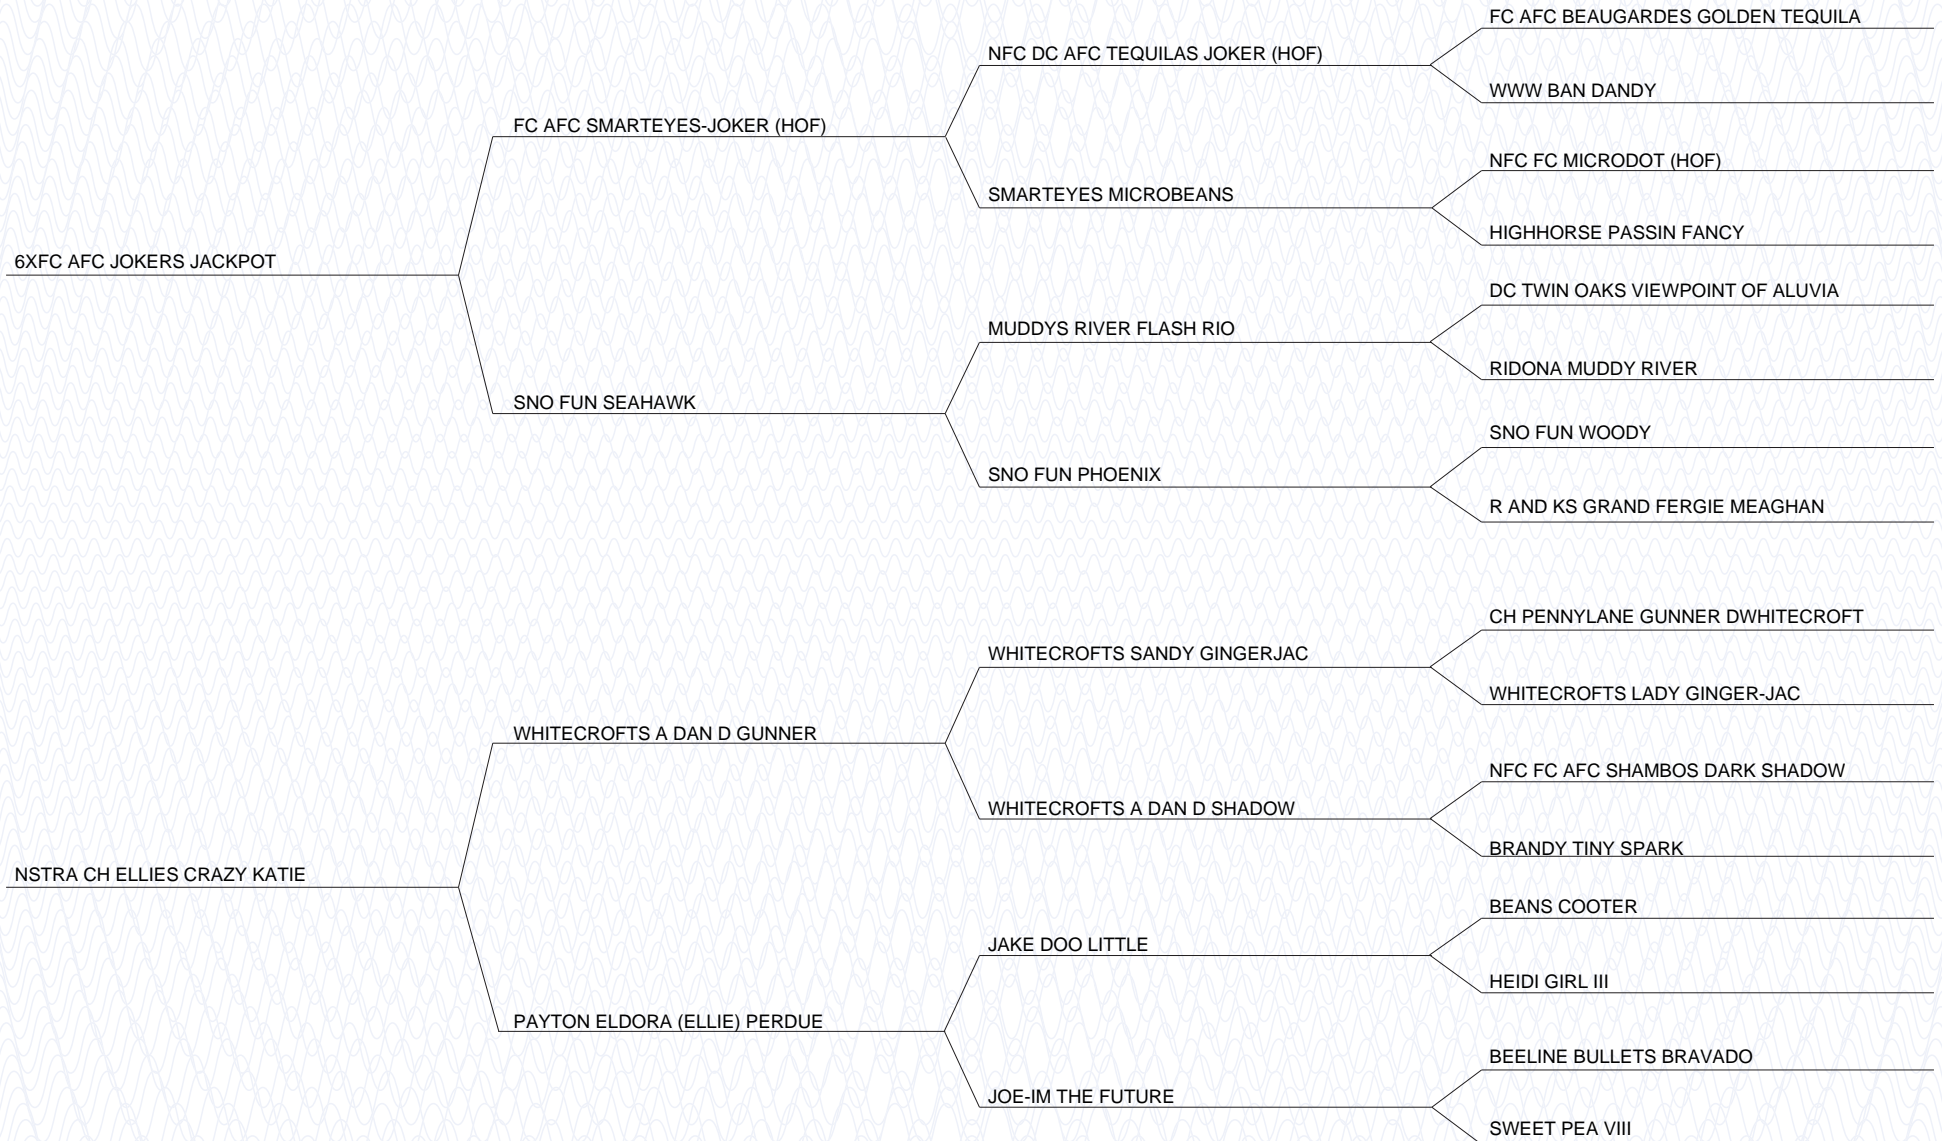 FC AFC BEAUGARDES GOLDEN TEQUILA
NFC DC AFC TEQUILAS JOKER (HOF)
WWW BAN DANDY
FC AFC SMARTEYES-JOKER (HOF)
NFC FC MICRODOT (HOF)
SMARTEYES MICROBEANS
HIGHHORSE PASSIN FANCY
6XFC AFC JOKERS JACKPOT
DC TWIN OAKS VIEWPOINT OF ALUVIA
MUDDYS RIVER FLASH RIO
RIDONA MUDDY RIVER
SNO FUN SEAHAWK
SNO FUN WOODY
SNO FUN PHOENIX
R AND KS GRAND FERGIE MEAGHAN
CH PENNYLANE GUNNER DWHITECROFT
WHITECROFTS SANDY GINGERJAC
WHITECROFTS LADY GINGER-JAC
WHITECROFTS A DAN D GUNNER
NFC FC AFC SHAMBOS DARK SHADOW
WHITECROFTS A DAN D SHADOW
BRANDY TINY SPARK
NSTRA CH ELLIES CRAZY KATIE
BEANS COOTER
JAKE DOO LITTLE
HEIDI GIRL III
PAYTON ELDORA (ELLIE) PERDUE
BEELINE BULLETS BRAVADO
JOE-IM THE FUTURE
SWEET PEA VIII